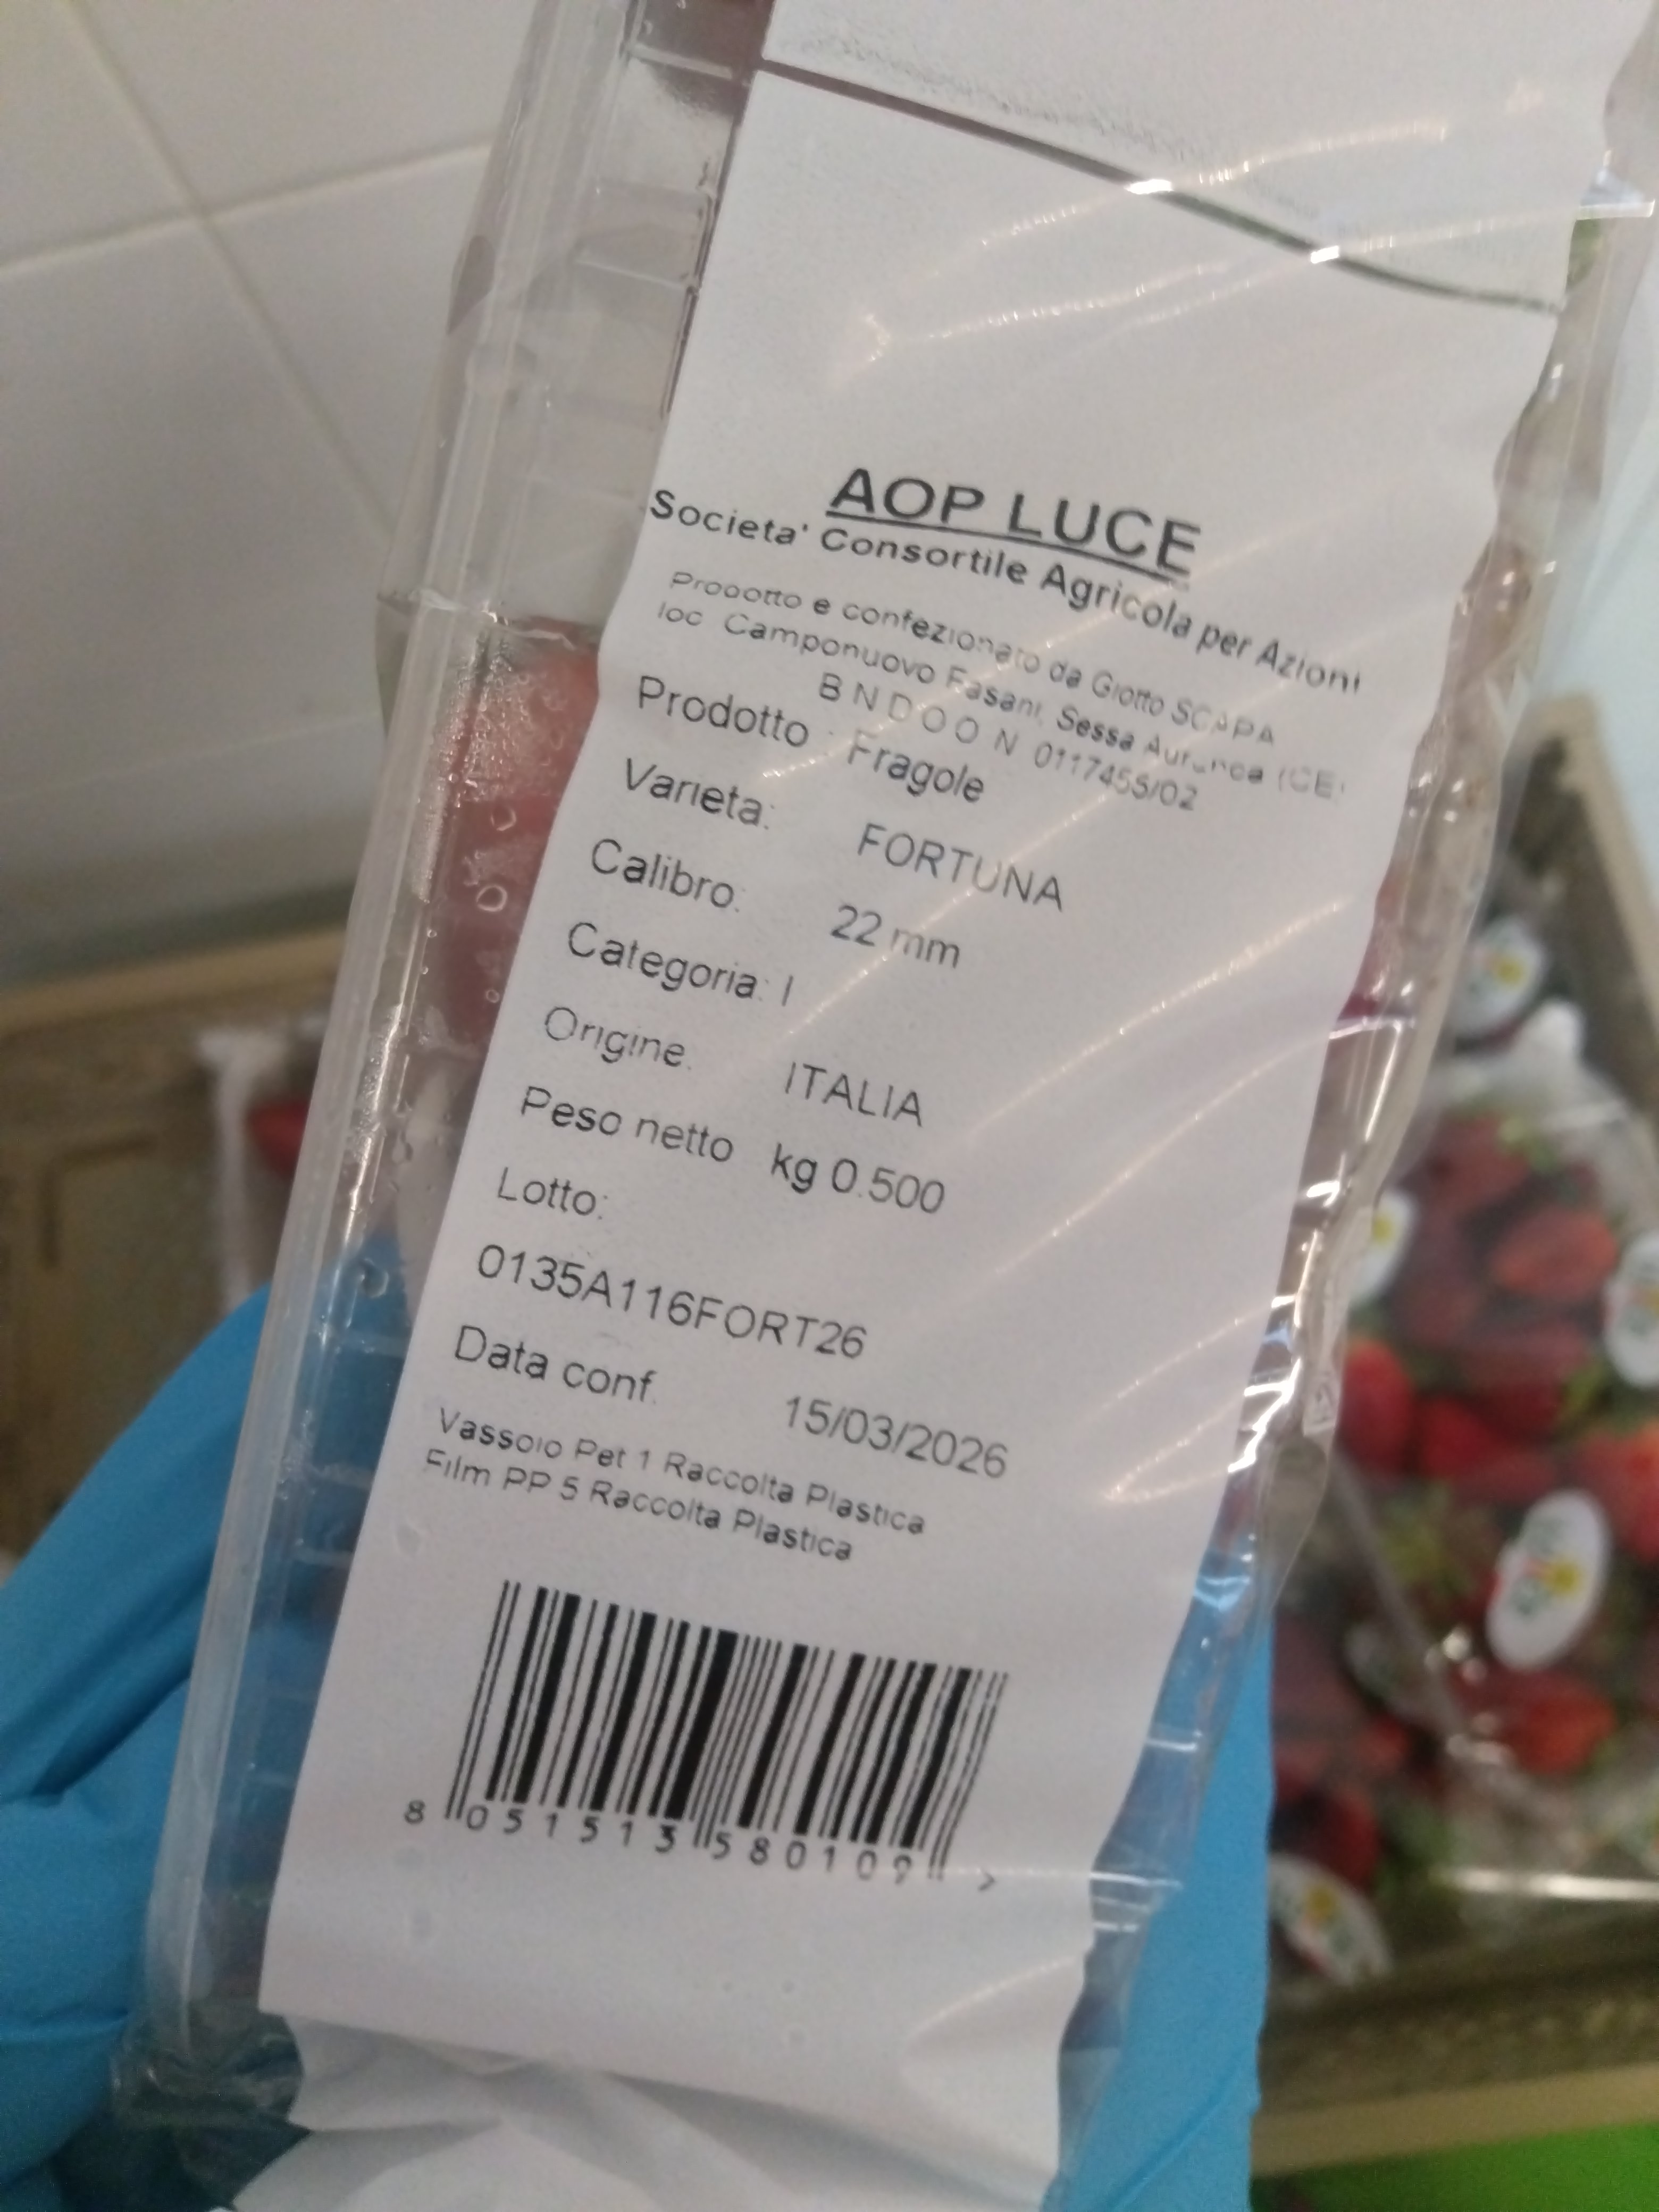 AOP LUCE
Societa' Consortile Agricola per Azioni
Prodotto e confezionato da Giotto SCAPA
loc Camponuovo Fasani, Sessa Aurunca (CE)
B N D O O N 0117455/02
Prodotto : Fragole
Varieta: FORTUNA
Calibro: 22 mm
Categoria: I
Origine: ITALIA
Peso netto kg 0.500
Lotto:
0135A116FORT26
Data conf. 15/03/2026
Vassoio Pet 1 Raccolta Plastica
Film PP 5 Raccolta Plastica
8 051513 580109 >